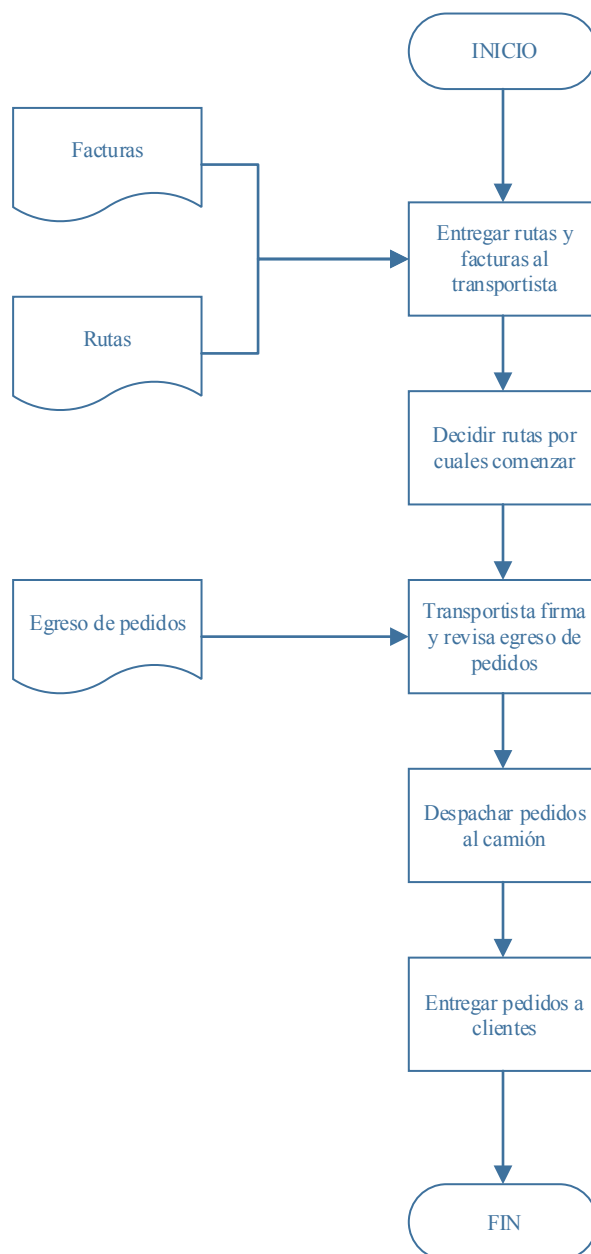 INICIO
Facturas
Entregar rutas y
facturas al
transportista
Rutas
Decidir rutas por
cuales comenzar
Egreso de pedidos
Transportista firma
y revisa egreso de
pedidos
Despachar pedidos
al camión
Entregar pedidos a
clientes
FIN